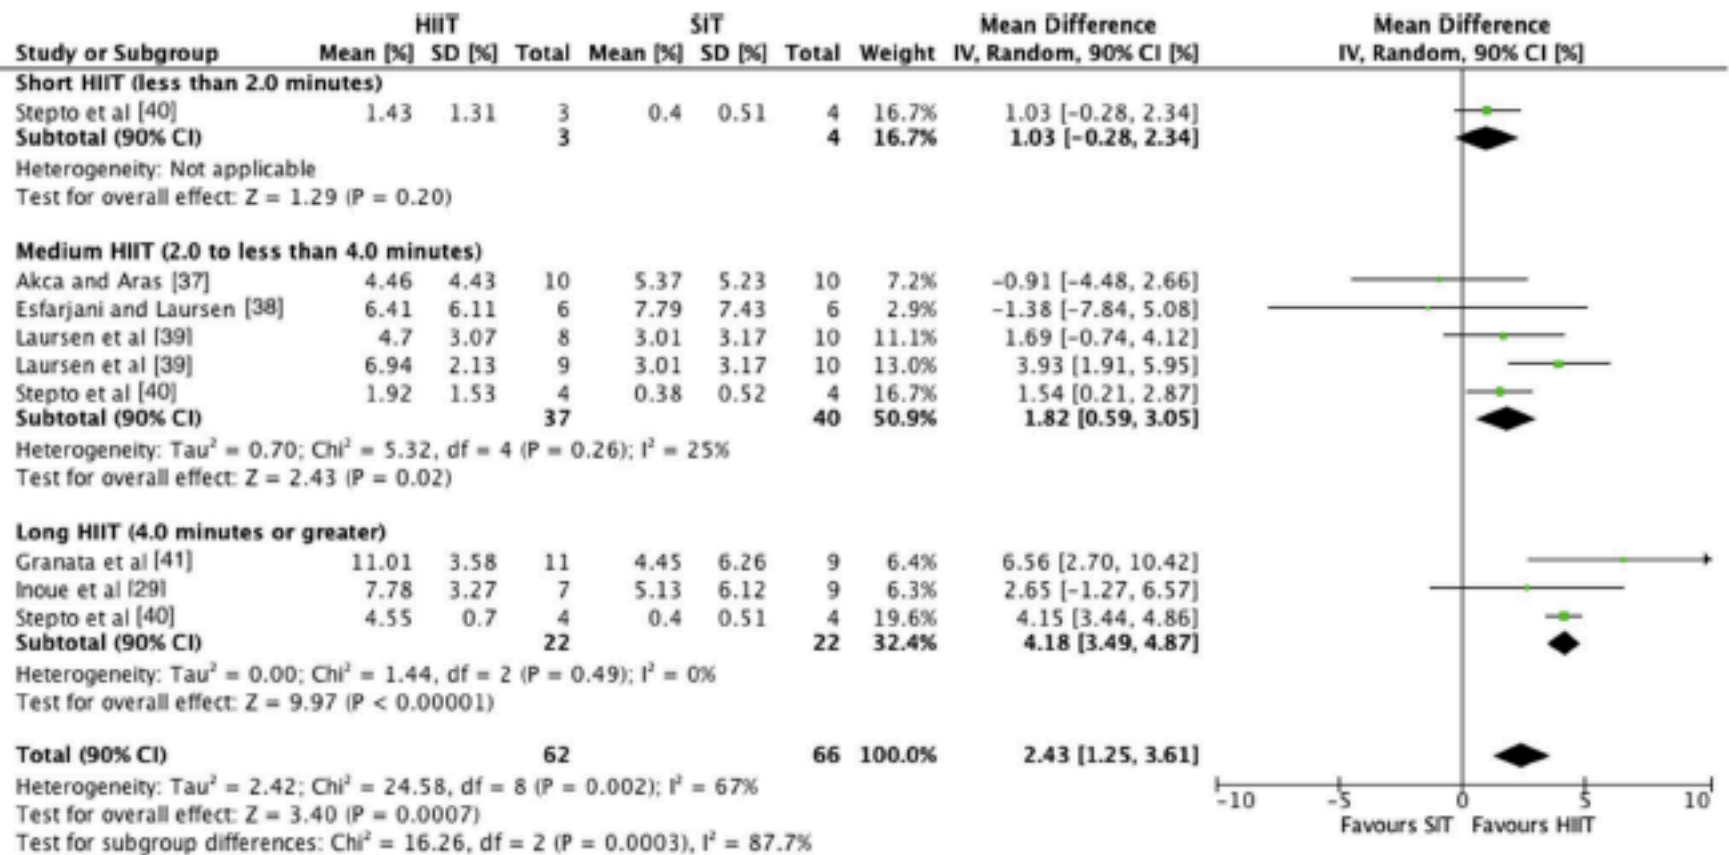 HIIT SIT Mean Difference Mean Difference
Study or Subgroup Mean [%] SD [%] Total Mean [%] SD [%] Total Weight IV, Random, 90% CI [%] IV, Random, 90% CI [%]
Short HIIT (less than 2.0 minutes)
Stepto et al [40] 1.43 1.31 3 0.4 0.51 4 16.7% 1.03 [-0.28, 2.34]
Subtotal (90% CI) 3 4 16.7% 1.03 [-0.28, 2.34]
Heterogeneity: Not applicable
Test for overall effect: Z = 1.29 (P = 0.20)
Medium HIIT (2.0 to less than 4.0 minutes)
Akca and Aras [37] 4.46 4.43 10 5.37 5.23 10 7.2% -0.91 [-4.48, 2.66]
Esfarjani and Laursen [38] 6.41 6.11 6 7.79 7.43 6 2.9% -1.38 [-7.84, 5.08]
Laursen et al [39] 4.7 3.07 8 3.01 3.17 10 11.1% 1.69 [-0.74, 4.12]
Laursen et al [39] 6.94 2.13 9 3.01 3.17 10 13.0% 3.93 [1.91, 5.95]
Stepto et al [40] 1.92 1.53 4 0.38 0.52 4 16.7% 1.54 [0.21, 2.87]
Subtotal (90% CI) 37 40 50.9% 1.82 [0.59, 3.05]
Heterogeneity: Tau² = 0.70; Chi² = 5.32, df = 4 (P = 0.26); I² = 25%
Test for overall effect: Z = 2.43 (P = 0.02)
Long HIIT (4.0 minutes or greater)
Granata et al [41] 11.01 3.58 11 4.45 6.26 9 6.4% 6.56 [2.70, 10.42]
Inoue et al [29] 7.78 3.27 7 5.13 6.12 9 6.3% 2.65 [-1.27, 6.57]
Stepto et al [40] 4.55 0.7 4 0.4 0.51 4 19.6% 4.15 [3.44, 4.86]
Subtotal (90% CI) 22 22 32.4% 4.18 [3.49, 4.87]
Heterogeneity: Tau² = 0.00; Chi² = 1.44, df = 2 (P = 0.49); I² = 0%
Test for overall effect: Z = 9.97 (P < 0.00001)
Total (90% CI) 62 66 100.0% 2.43 [1.25, 3.61]
Heterogeneity: Tau² = 2.42; Chi² = 24.58, df = 8 (P = 0.002); I² = 67%
Test for overall effect: Z = 3.40 (P = 0.0007)
Test for subgroup differences: Chi² = 16.26, df = 2 (P = 0.0003), I² = 87.7%
-10 -5 0 5 10
Favours SIT Favours HIIT